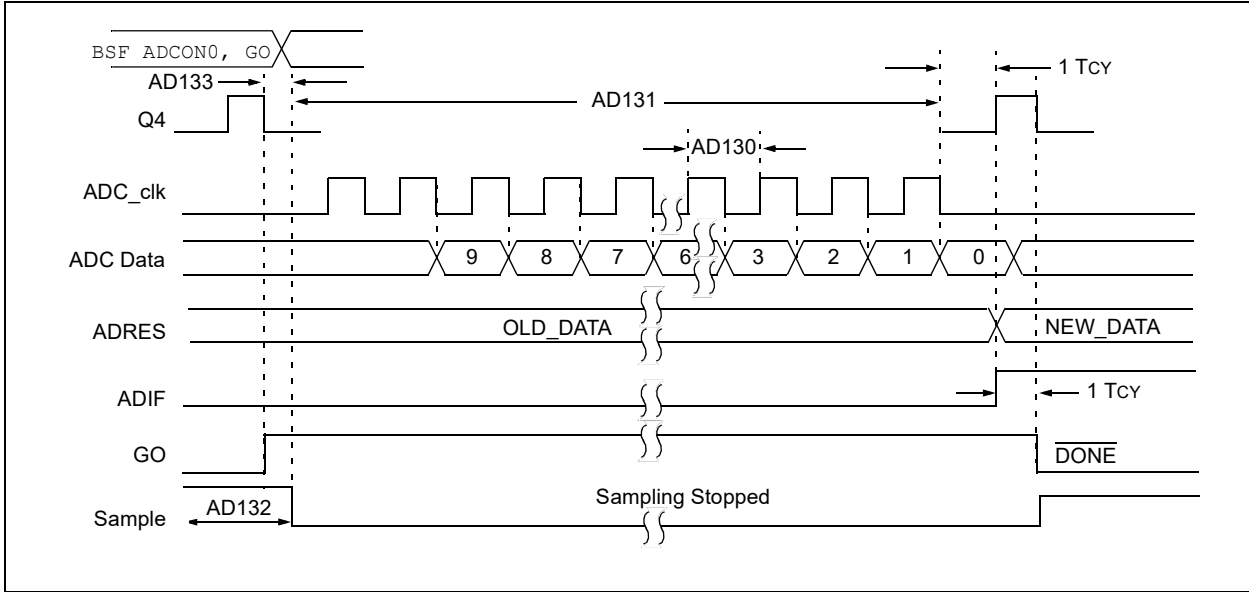 BSF ADCON0, GO
1 TCY
AD133
AD131
Q4
AD130
ADC_clk
ADC Data 9 8 7 6 3 2 1 0
ADRES OLD_DATA NEW_DATA
ADIF 1 TCY
GO DONE
AD132 Sampling Stopped
Sample